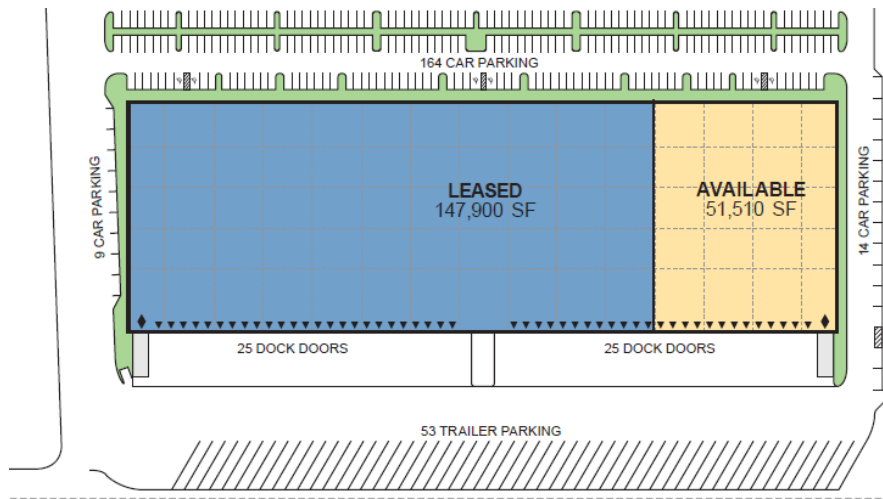 164 CAR PARKING
9 CAR PARKING
LEASED
147,900 SF
AVAILABLE
51,510 SF
14 CAR PARKING
25 DOCK DOORS
25 DOCK DOORS
53 TRAILER PARKING